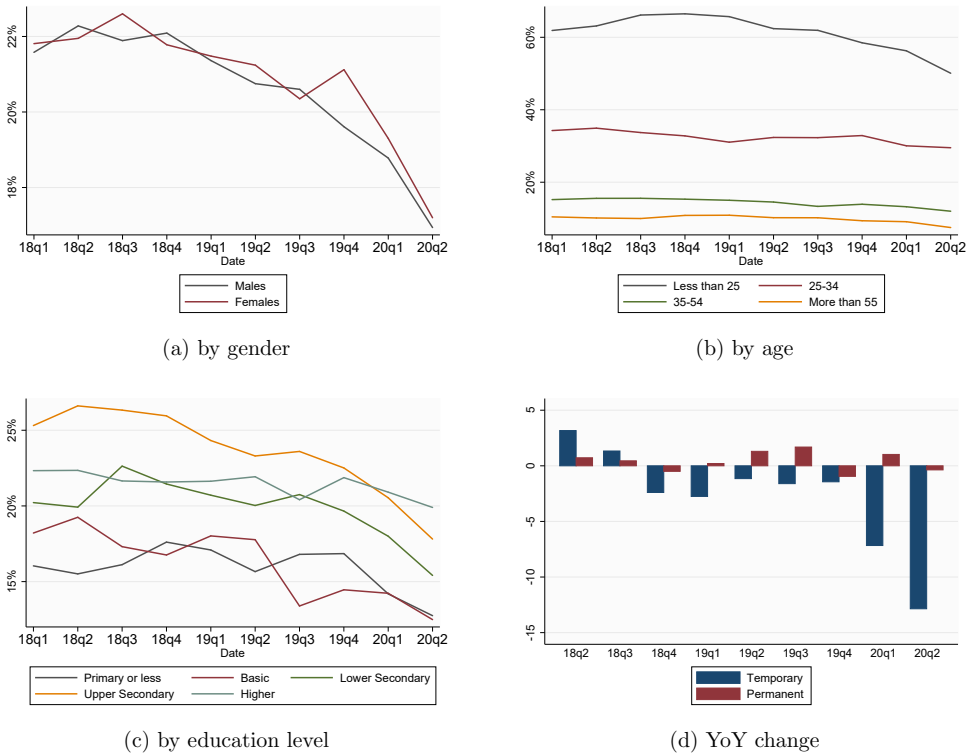 22%
20%
18%
18q1 18q2 18q3 18q4 19q1 19q2 19q3 19q4 20q1 20q2
Date
Males
Females
(a) by gender
60%
40%
20%
18q1 18q2 18q3 18q4 19q1 19q2 19q3 19q4 20q1 20q2
Date
Less than 25 25-34
35-54 More than 55
(b) by age
25%
20%
15%
18q1 18q2 18q3 18q4 19q1 19q2 19q3 19q4 20q1 20q2
Date
Primary or less Basic Lower Secondary
Upper Secondary Higher
(c) by education level
5
0
-5
-10
-15
18q2 18q3 18q4 19q1 19q2 19q3 19q4 20q1 20q2
Temporary
Permanent
(d) YoY change